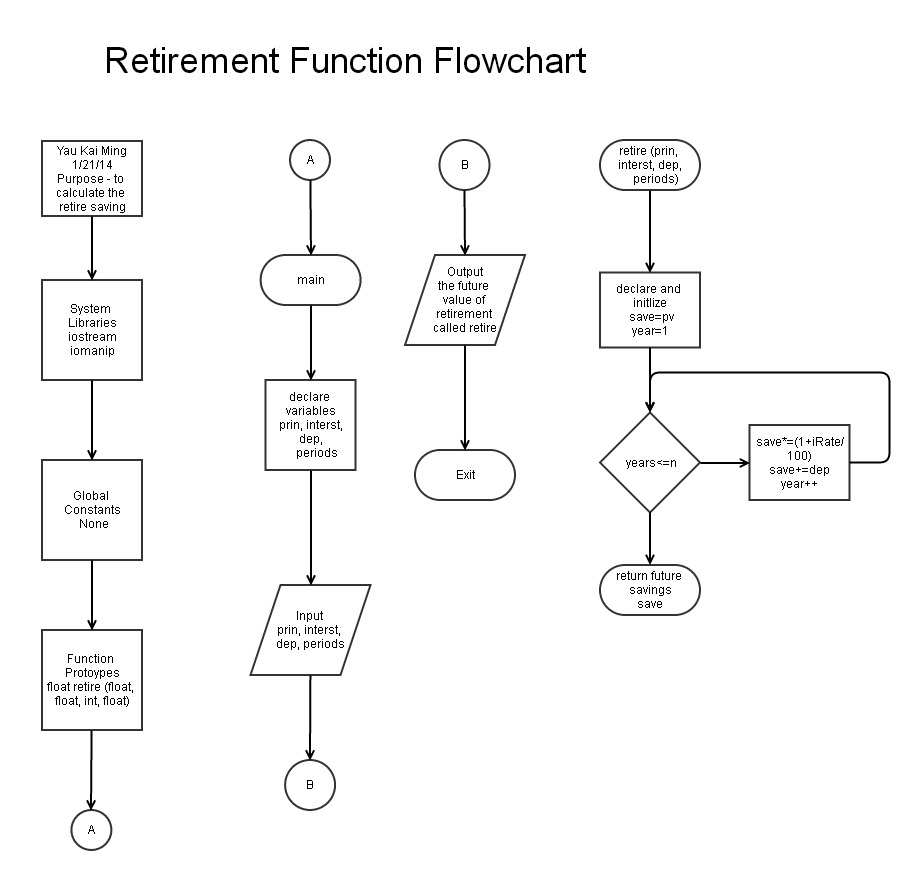 Retirement Function Flowchart
Yau Kai Ming
1/21/14
Purpose - to
calculate the
retire saving
System
Libraries
iostream
iomanip
Global
Constants
None
Function
Protoypes
float retire (float,
float, int, float)
A
A
main
declare
variables
prin, interst,
dep,
periods
Input
prin, interst,
dep, periods
B
B
Output
the future
value of
retirement
called retire
Exit
retire (prin,
interst, dep,
periods)
declare and
initlize
save=pv
year=1
years<=n
save*=(1+iRate/
100)
save+=dep
year++
return future
savings
save